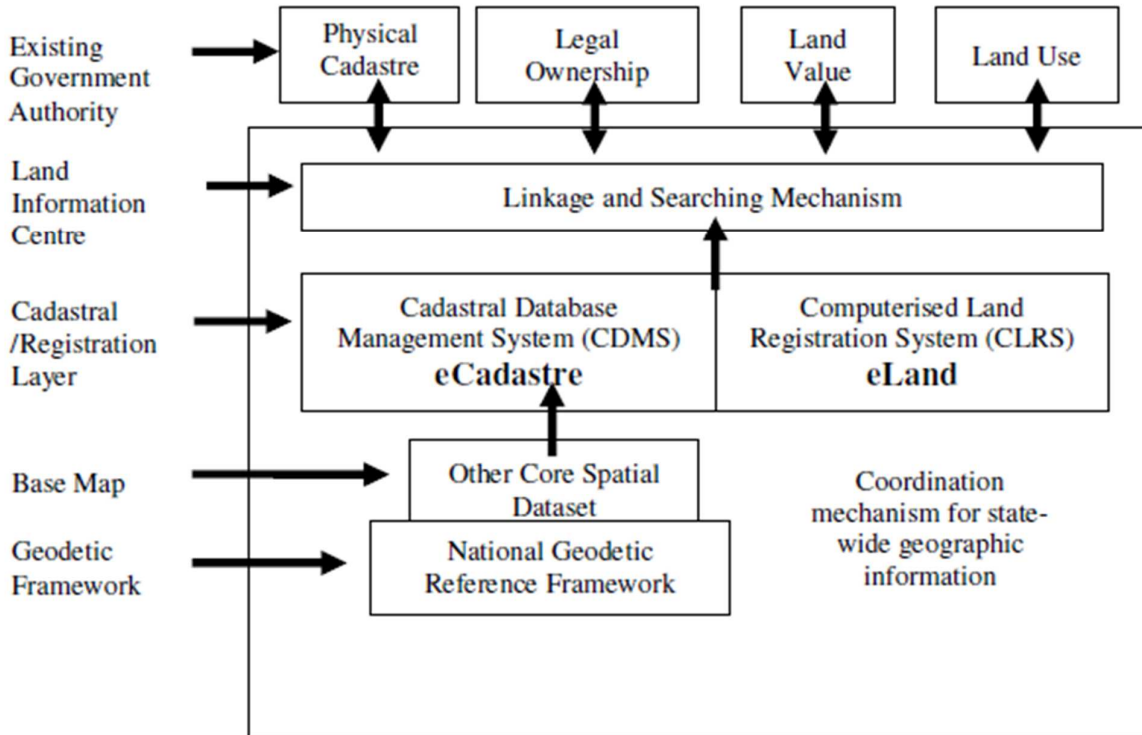 Existing
Government
Authority
Physical
Cadastre
Legal
Ownership
Land
Value
Land Use
Land
Information
Centre
Linkage and Searching Mechanism
Cadastral
/Registration
Layer
Cadastral Database
Management System (CDMS)
eCadastre
Computerised Land
Registration System (CLRS)
eLand
Base Map
Other Core Spatial
Dataset
Coordination
mechanism for state-
wide geographic
information
Geodetic
Framework
National Geodetic
Reference Framework